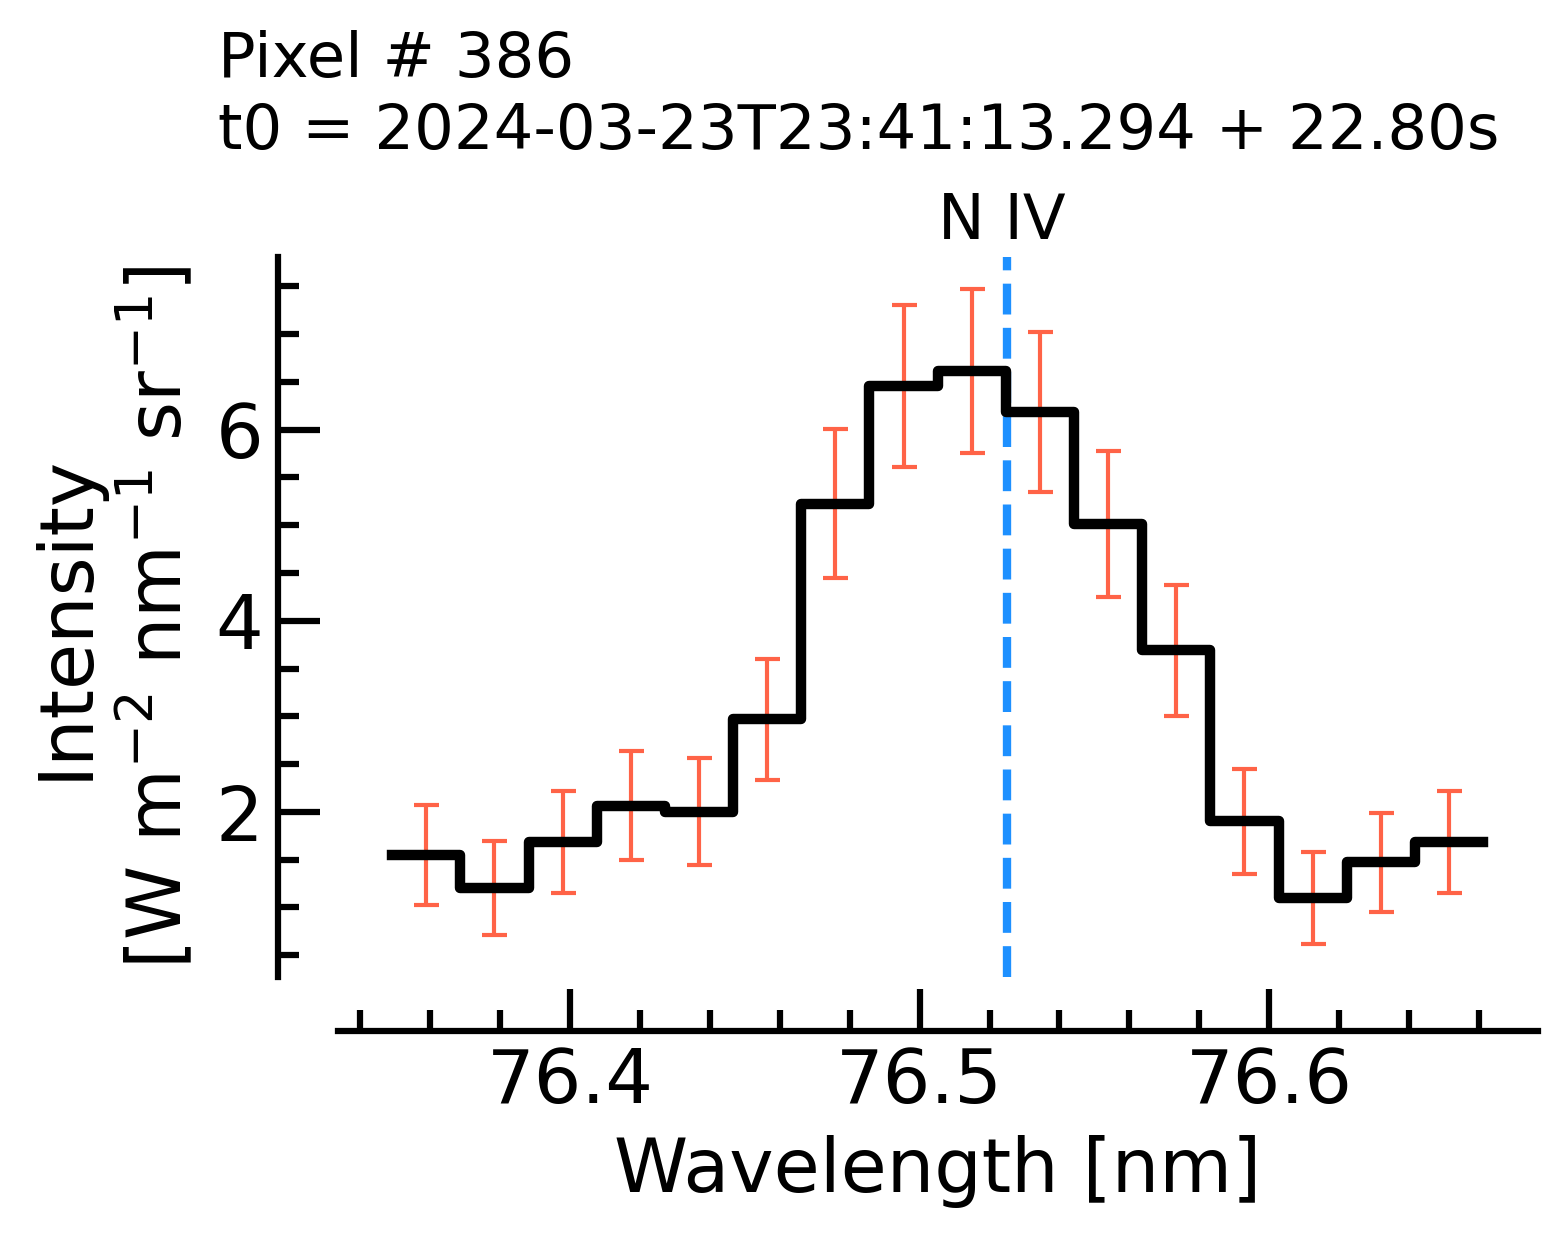 Pixel # 386
t0 = 2024-03-23T23:41:13.294 + 22.80s
N IV
Intensity
[W m⁻² nm⁻¹ sr⁻¹]
6
4
2
76.4 76.5 76.6
Wavelength [nm]